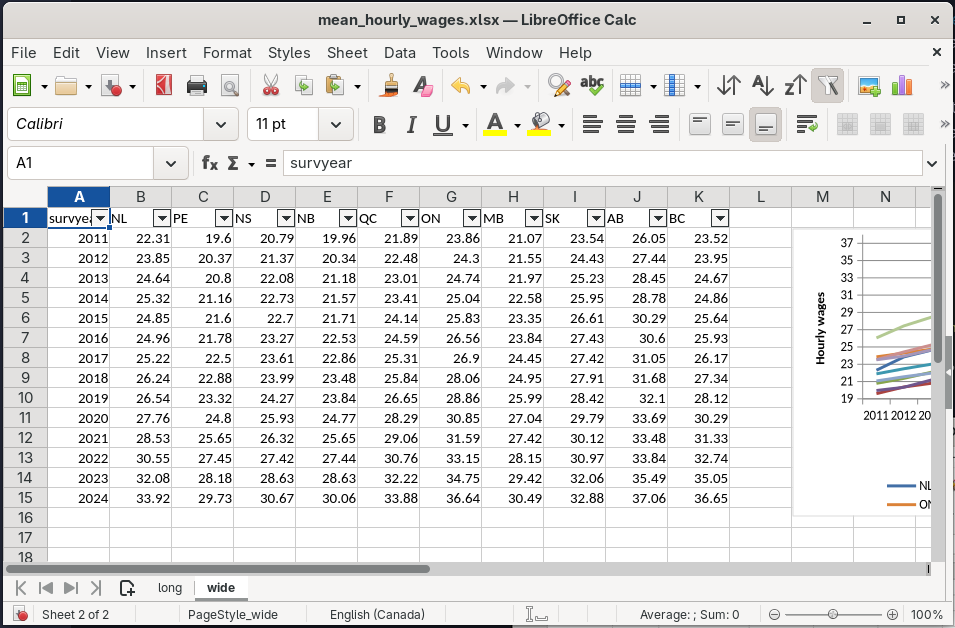 mean_hourly_wages.xlsx — LibreOffice Calc
File Edit View Insert Format Styles Sheet Data Tools Window Help
Calibri 11 pt
A1 survyear
A B C D E F G H I J K L M N
1 survyea NL PE NS NB QC ON MB SK AB BC
2 2011 22.31 19.6 20.79 19.96 21.89 23.86 21.07 23.54 26.05 23.52
3 2012 23.85 20.37 21.37 20.34 22.48 24.3 21.55 24.43 27.44 23.95
4 2013 24.64 20.8 22.08 21.18 23.01 24.74 21.97 25.23 28.45 24.67
5 2014 25.32 21.16 22.73 21.57 23.41 25.04 22.58 25.95 28.78 24.86
6 2015 24.85 21.6 22.7 21.71 24.14 25.83 23.35 26.61 30.29 25.64
7 2016 24.96 21.78 23.27 22.53 24.59 26.56 23.84 27.43 30.6 25.93
8 2017 25.22 22.5 23.61 22.86 25.31 26.9 24.45 27.42 31.05 26.17
9 2018 26.24 22.88 23.99 23.48 25.84 28.06 24.95 27.91 31.68 27.34
10 2019 26.54 23.32 24.27 23.84 26.65 28.86 25.99 28.42 32.1 28.12
11 2020 27.76 24.8 25.93 24.77 28.29 30.85 27.04 29.79 33.69 30.29
12 2021 28.53 25.65 26.32 25.65 29.06 31.59 27.42 30.12 33.48 31.33
13 2022 30.55 27.45 27.42 27.44 30.76 33.15 28.15 30.97 33.84 32.74
14 2023 32.08 28.18 28.63 28.63 32.22 34.75 29.42 32.06 35.49 35.05
15 2024 33.92 29.73 30.67 30.06 33.88 36.64 30.49 32.88 37.06 36.65
16
17
18
37
35
33
31
29
27
25
23
21
19
Hourly wages
2011 2012 20
NL
ON
long wide
Sheet 2 of 2 PageStyle_wide English (Canada) Average: ; Sum: 0 100%